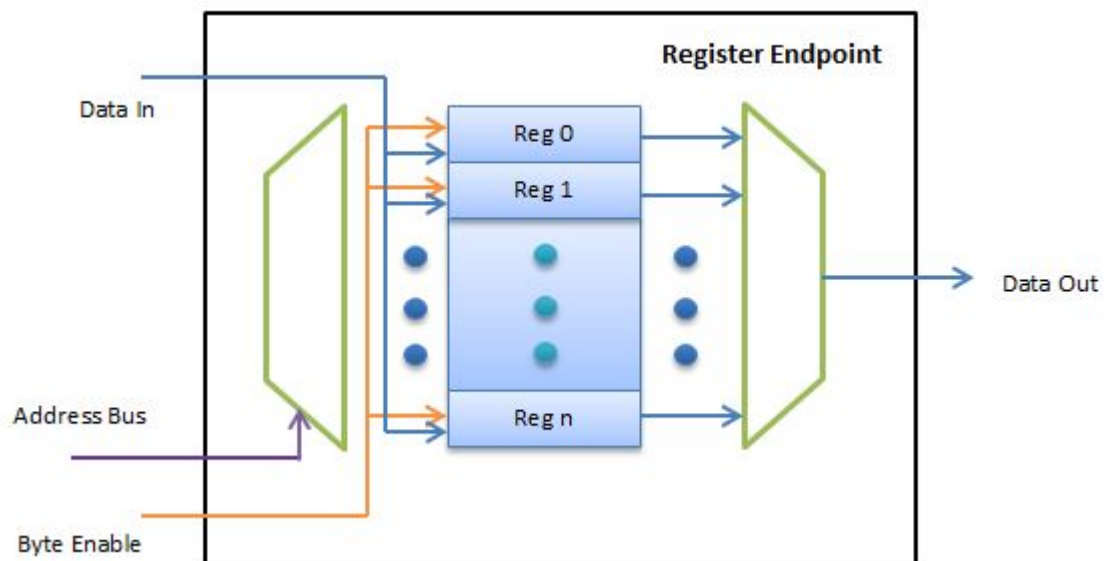 Register Endpoint
Data In
Reg 0
Reg 1
Data Out
Reg n
Address Bus
Byte Enable